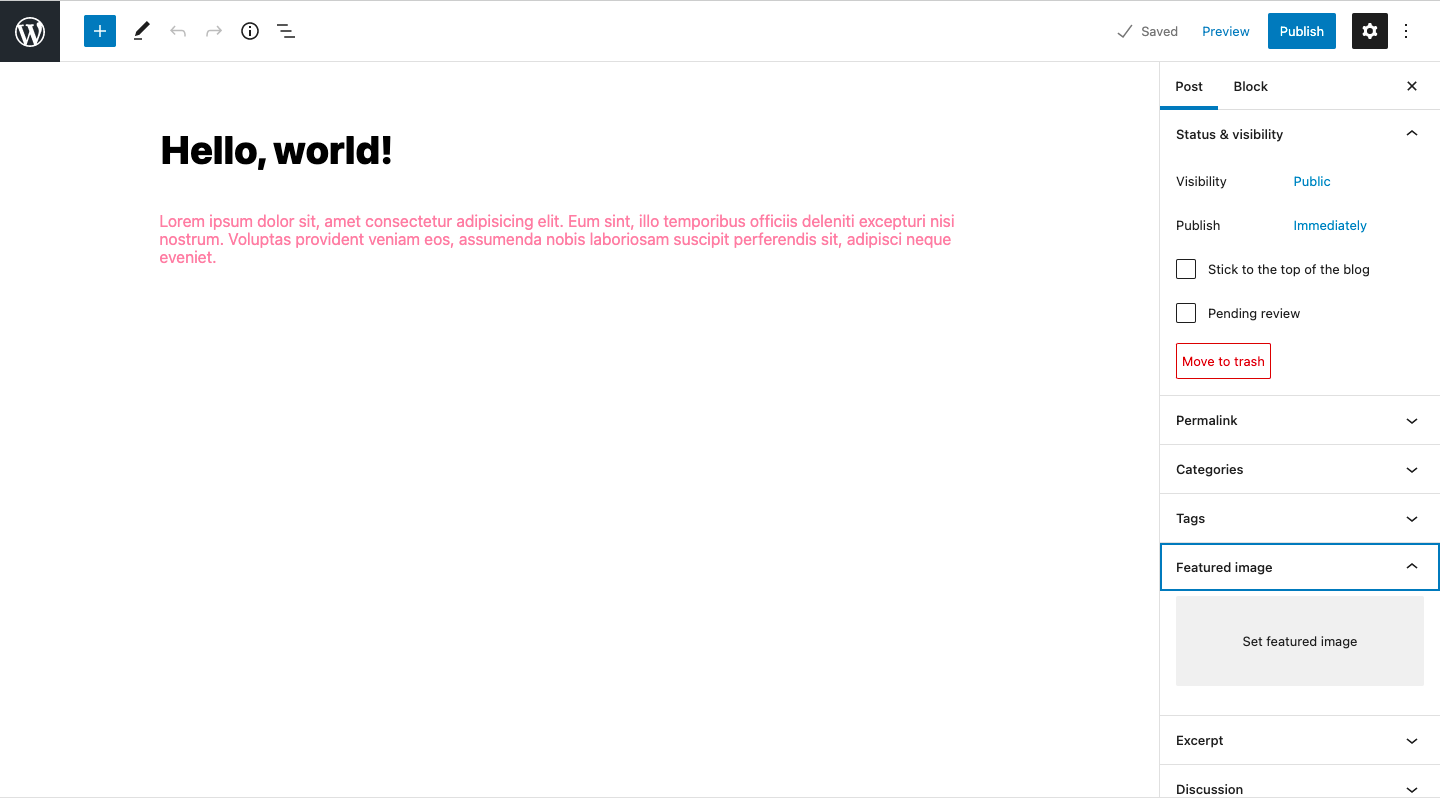 Saved
Preview
Publish
Post
Block
Hello, world!
Lorem ipsum dolor sit, amet consectetur adipisicing elit. Eum sint, illo temporibus officiis deleniti excepturi nisi
nostrum. Voluptas provident veniam eos, assumenda nobis laboriosam suscipit perferendis sit, adipisci neque
eveniet.
Status & visibility
Visibility
Public
Publish
Immediately
Stick to the top of the blog
Pending review
Move to trash
Permalink
Categories
Tags
Featured image
Set featured image
Excerpt
Discussion